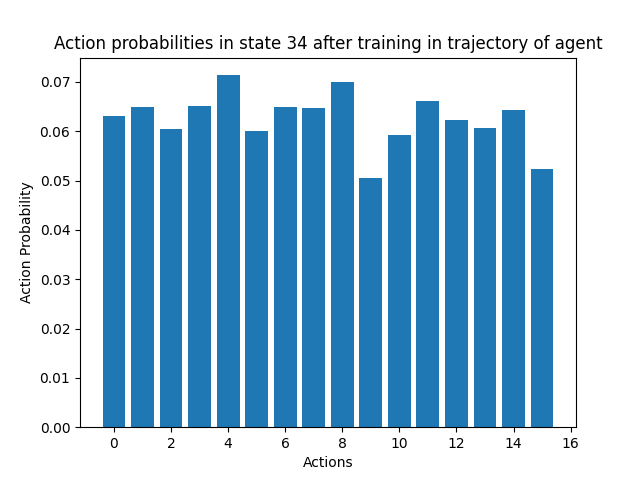 Action probabilities in state 34 after training in trajectory of agent
0.07
0.06
0.05
0.04
0.03
0.02
0.01
0.00
Action Probability
0 2 4 6 8 10 12 14 16
Actions